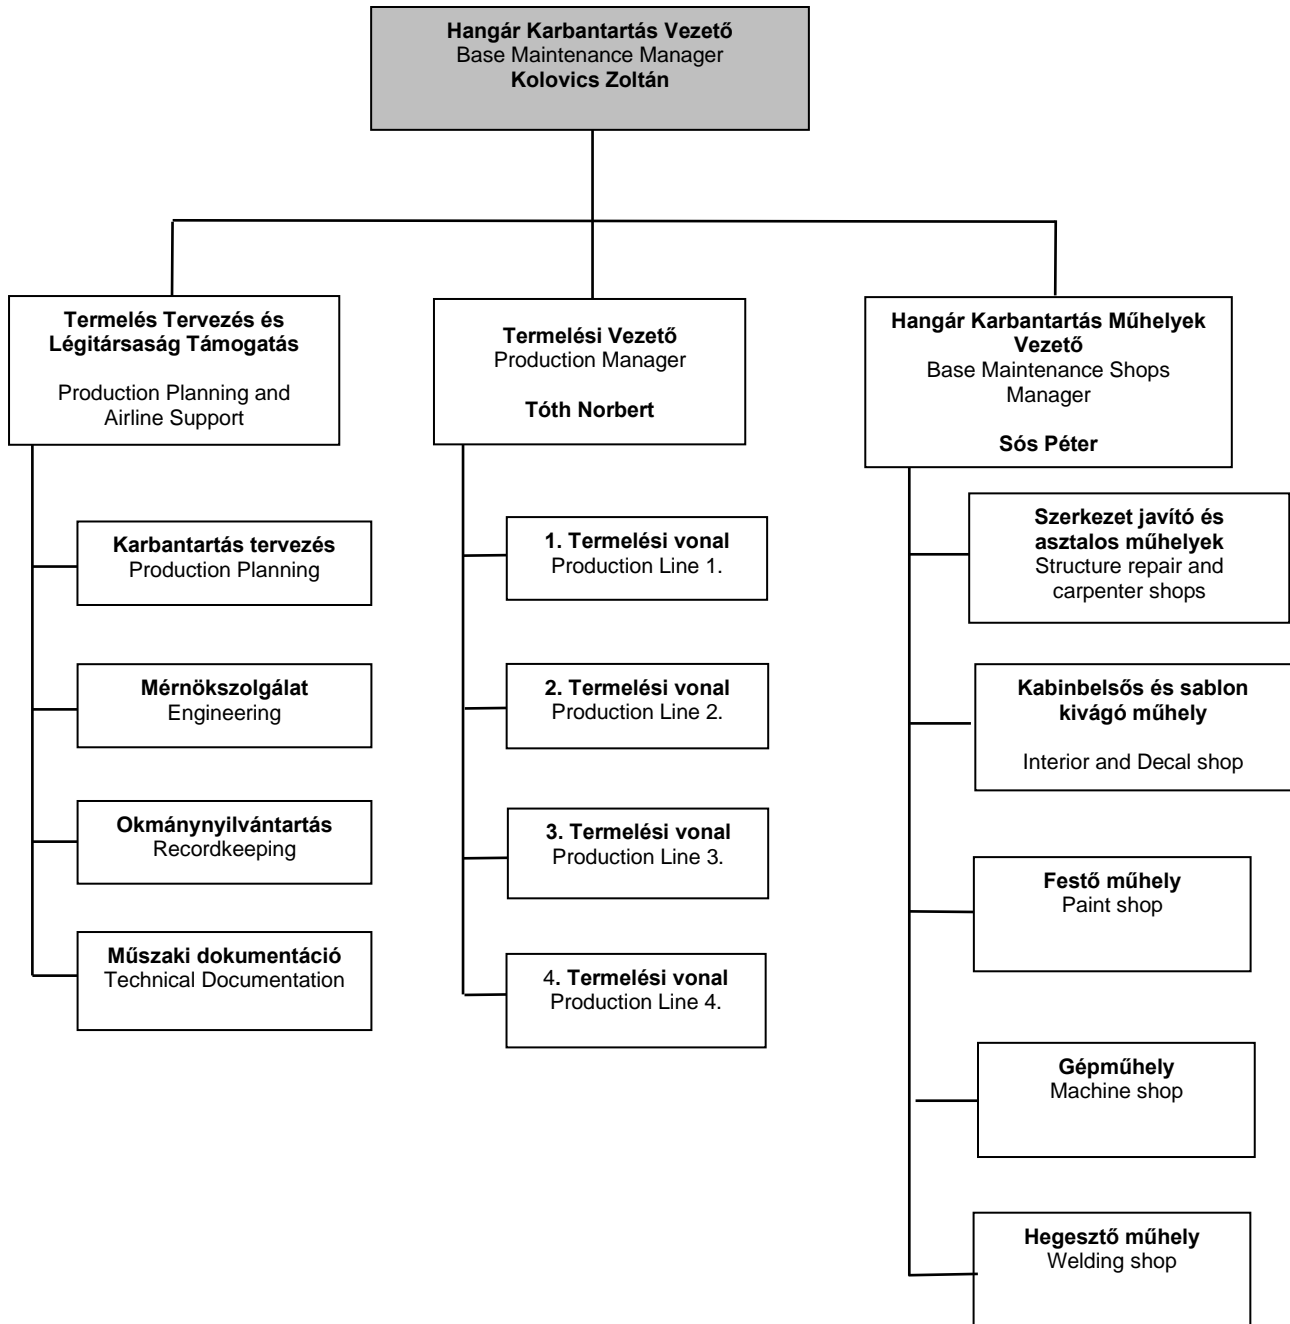 Hangár Karbantartás Vezető
Base Maintenance Manager
Kolovics Zoltán
Termelés Tervezés és
Légitársaság Támogatás
Production Planning and
Airline Support
Termelési Vezető
Production Manager
Tóth Norbert
Hangár Karbantartás Műhelyek
Vezető
Base Maintenance Shops
Manager
Sós Péter
Karbantartás tervezés
Production Planning
Mérnökszolgálat
Engineering
Okmánynyilvántartás
Recordkeeping
Műszaki dokumentáció
Technical Documentation
1. Termelési vonal
Production Line 1.
2. Termelési vonal
Production Line 2.
3. Termelési vonal
Production Line 3.
4. Termelési vonal
Production Line 4.
Szerkezet javító és
asztalos műhelyek
Structure repair and
carpenter shops
Kabinbelsős és sablon
kivágó műhely
Interior and Decal shop
Festő műhely
Paint shop
Gépműhely
Machine shop
Hegesztő műhely
Welding shop